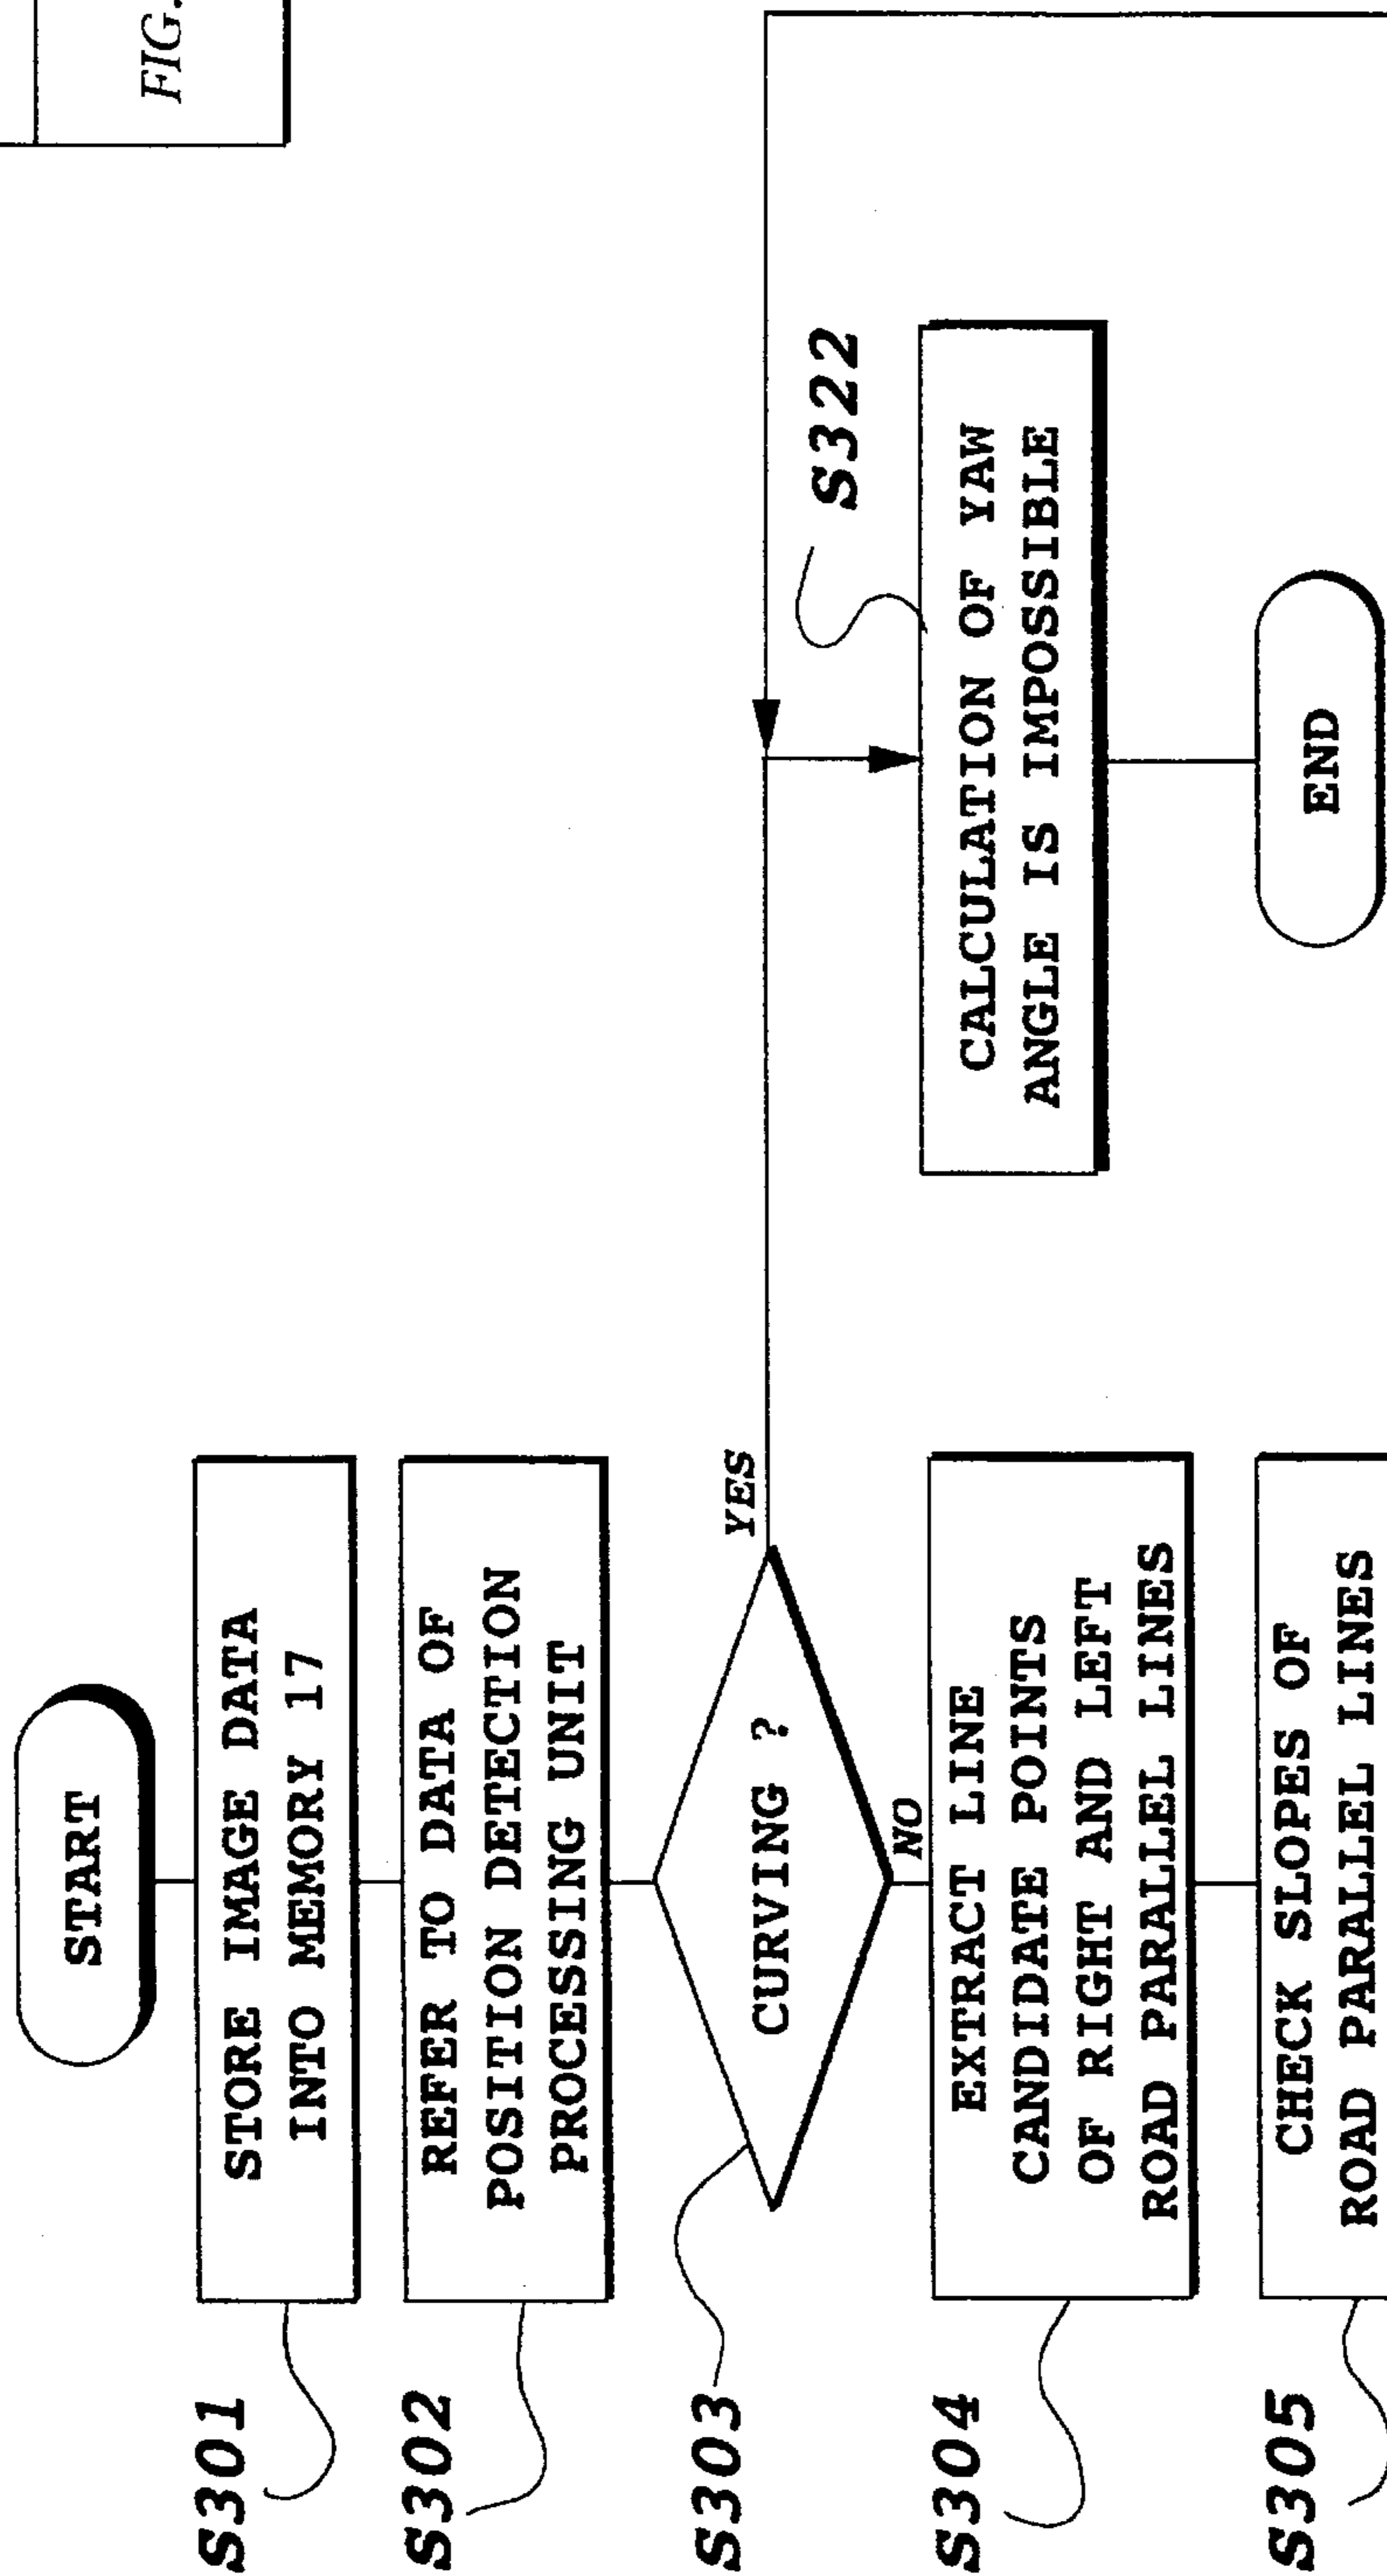 FIG.
START
S301
STORE IMAGE DATA
INTO MEMORY 17
S302
REFER TO DATA OF
POSITION DETECTION
PROCESSING UNIT
S303
CURVING ?
YES
NO
S304
EXTRACT LINE
CANDIDATE POINTS
OF RIGHT AND LEFT
ROAD PARALLEL LINES
S305
CHECK SLOPES OF
ROAD PARALLEL LINES
S322
CALCULATION OF YAW
ANGLE IS IMPOSSIBLE
END